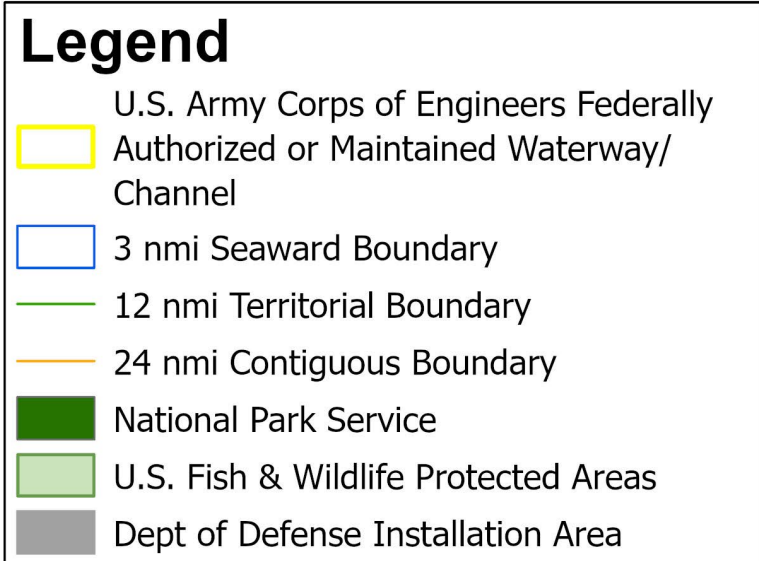 Legend
U.S. Army Corps of Engineers Federally
Authorized or Maintained Waterway/
Channel
3 nmi Seaward Boundary
12 nmi Territorial Boundary
24 nmi Contiguous Boundary
National Park Service
U.S. Fish & Wildlife Protected Areas
Dept of Defense Installation Area